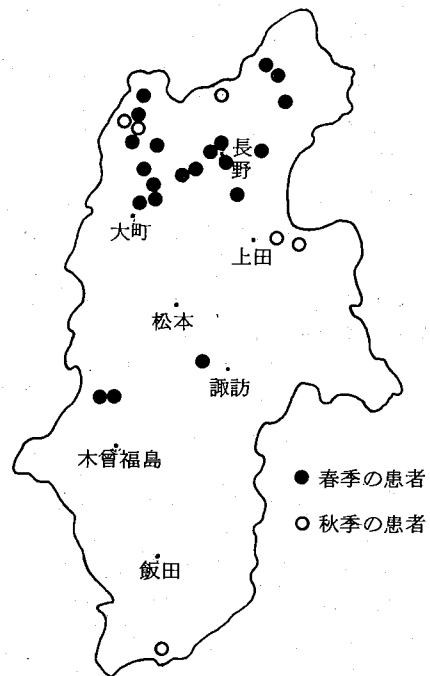 長野
大町
上田
松本
諏訪
木曾福島
● 春季の患者
○ 秋季の患者
飯田